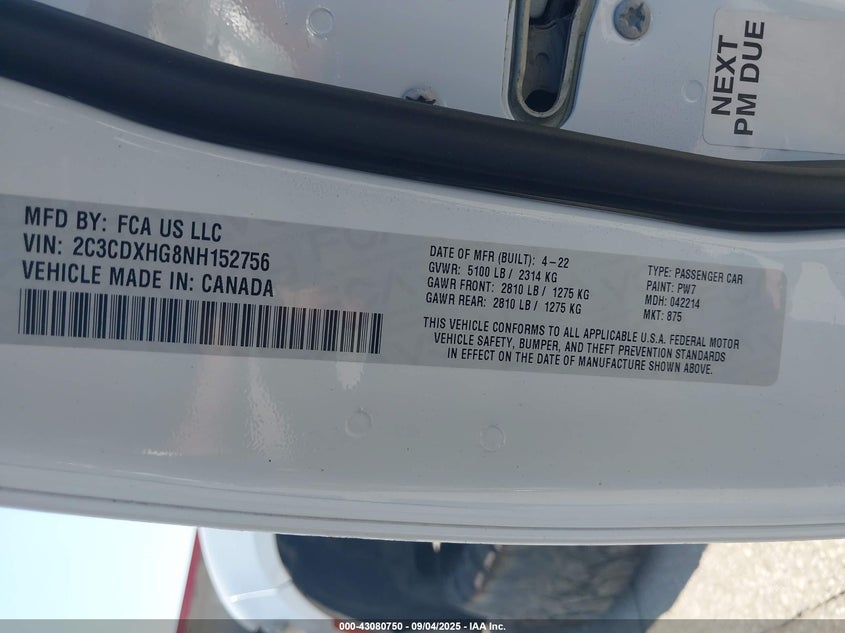 NEXT
PM DUE
MFD BY: FCA US LLC
VIN: 2C3CDXHG8NH152756
VEHICLE MADE IN: CANADA
DATE OF MFR (BUILT): 4-22
GVWR: 5100 LB / 2314 KG
GAWR FRONT: 2810 LB / 1275 KG
GAWR REAR: 2810 LB / 1275 KG
TYPE: PASSENGER CAR
PAINT: PW7
MDH: 042214
MKT: 875
THIS VEHICLE CONFORMS TO ALL APPLICABLE U.S.A. FEDERAL MOTOR
VEHICLE SAFETY, BUMPER, AND THEFT PREVENTION STANDARDS
IN EFFECT ON THE DATE OF MANUFACTURE SHOWN ABOVE.
000-43080750 - 09/04/2025 - IAA Inc.